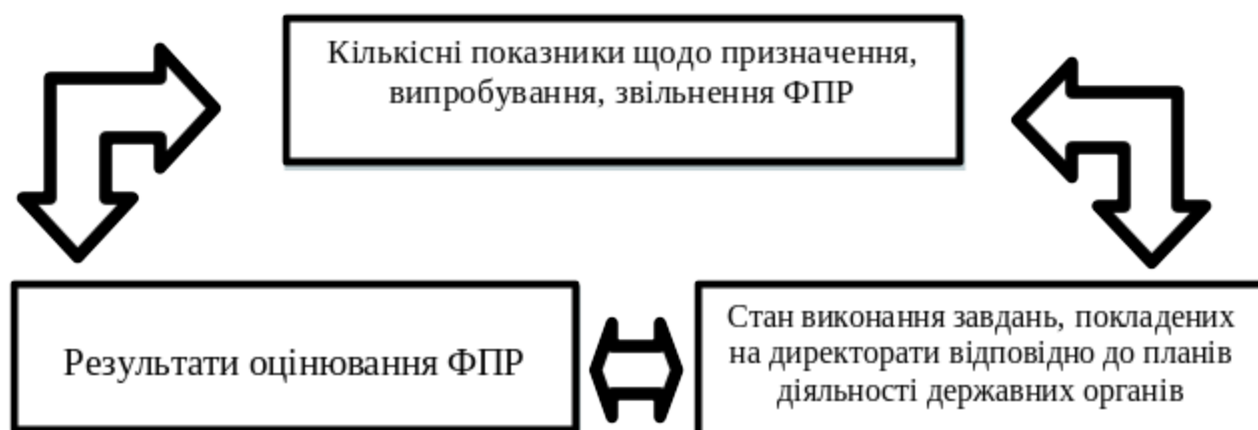 Кількісні показники щодо призначення,
випробування, звільнення ФПР
Результати оцінювання ФПР
Стан виконання завдань, покладених
на директорати відповідно до планів
діяльності державних органів